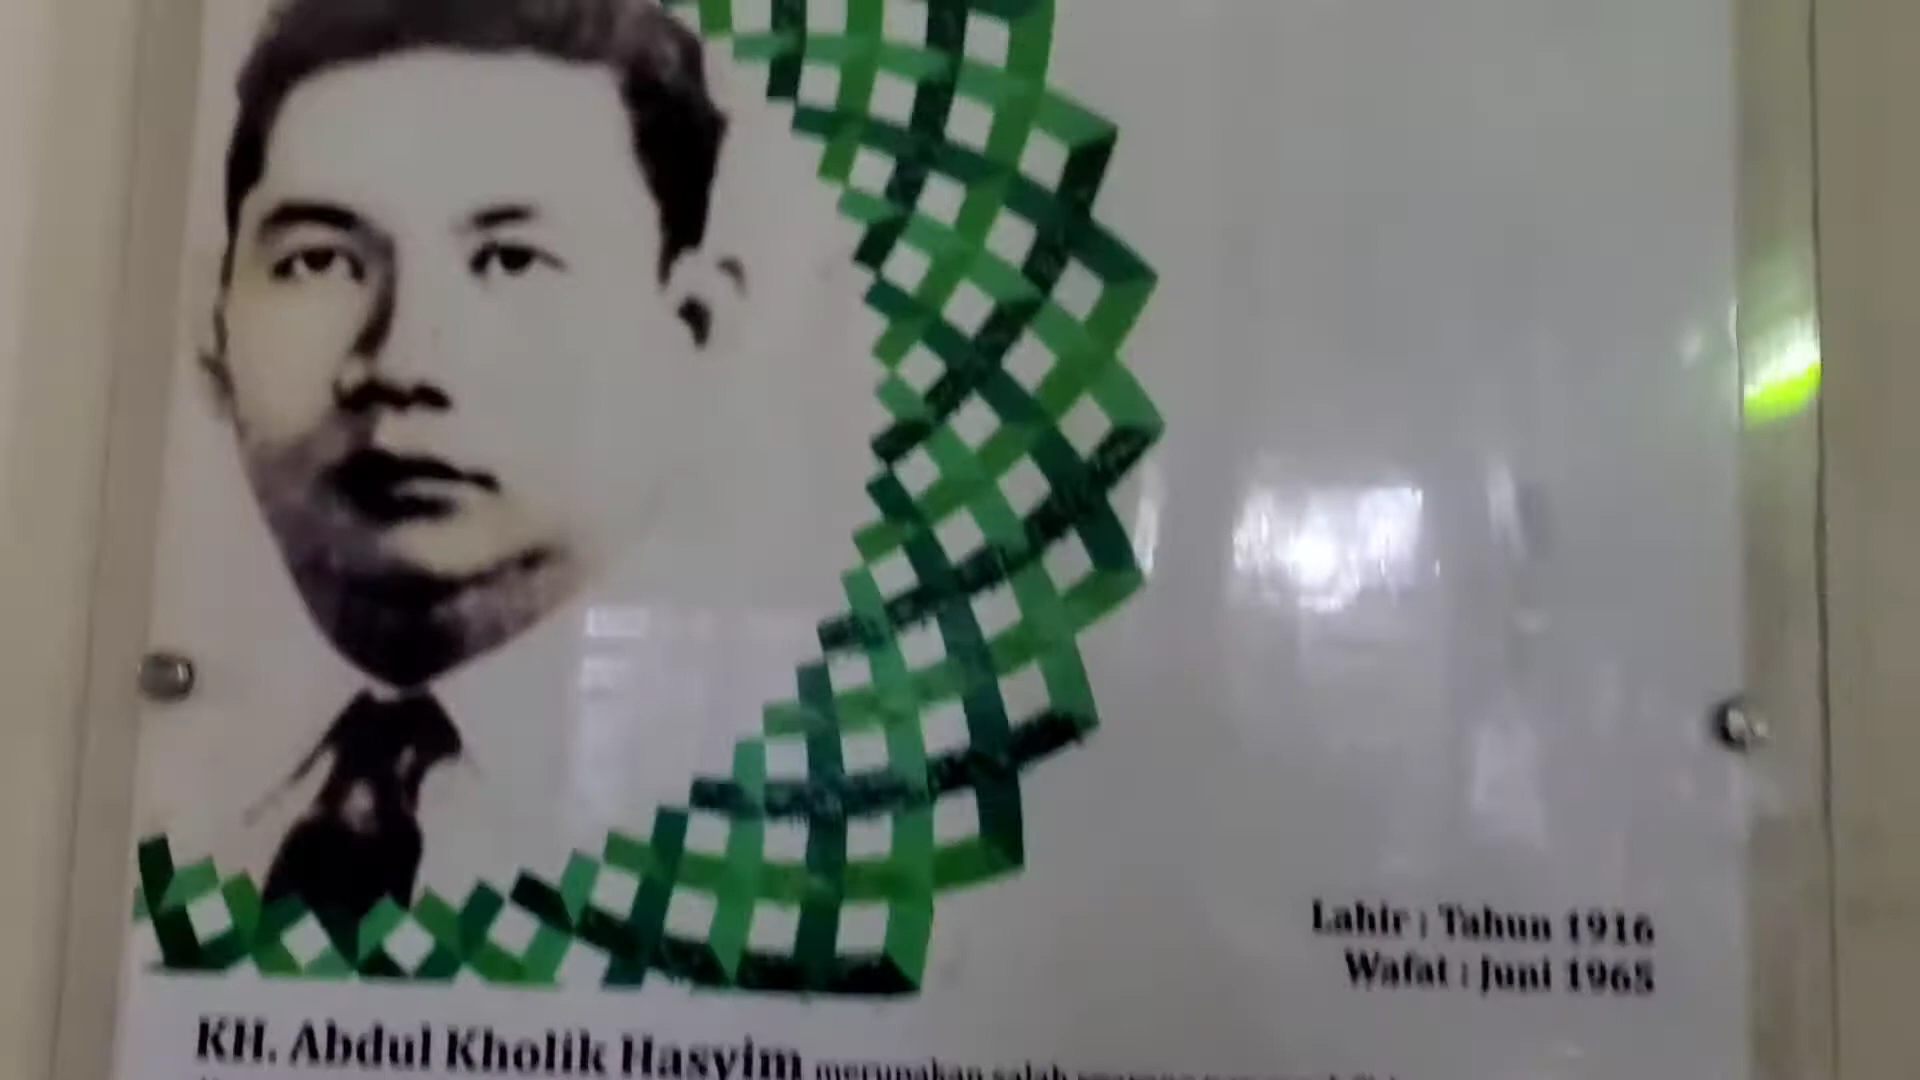 Lahir : Tahun 1916
Wafat : Juni 1965
KH. Abdul Kholik Hasyim merupakan salah seorang